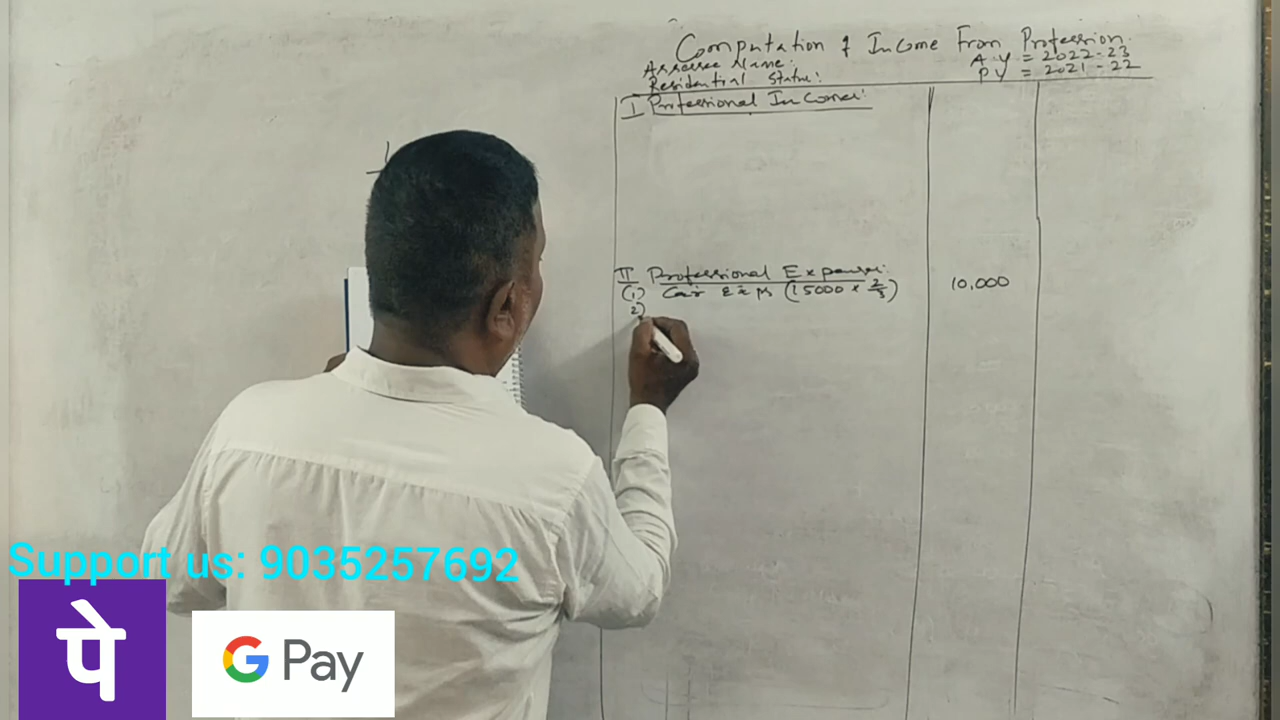 Computation of Income From Profession.
Assessee Name:
A Y = 2022-23
Residential Status:
P Y = 2021-22
I Professional Income:
II Professional Expenses:
(1) Car Exps (15000 × 2/3) 10,000
2)
Support us: 9035257692
पे
G Pay